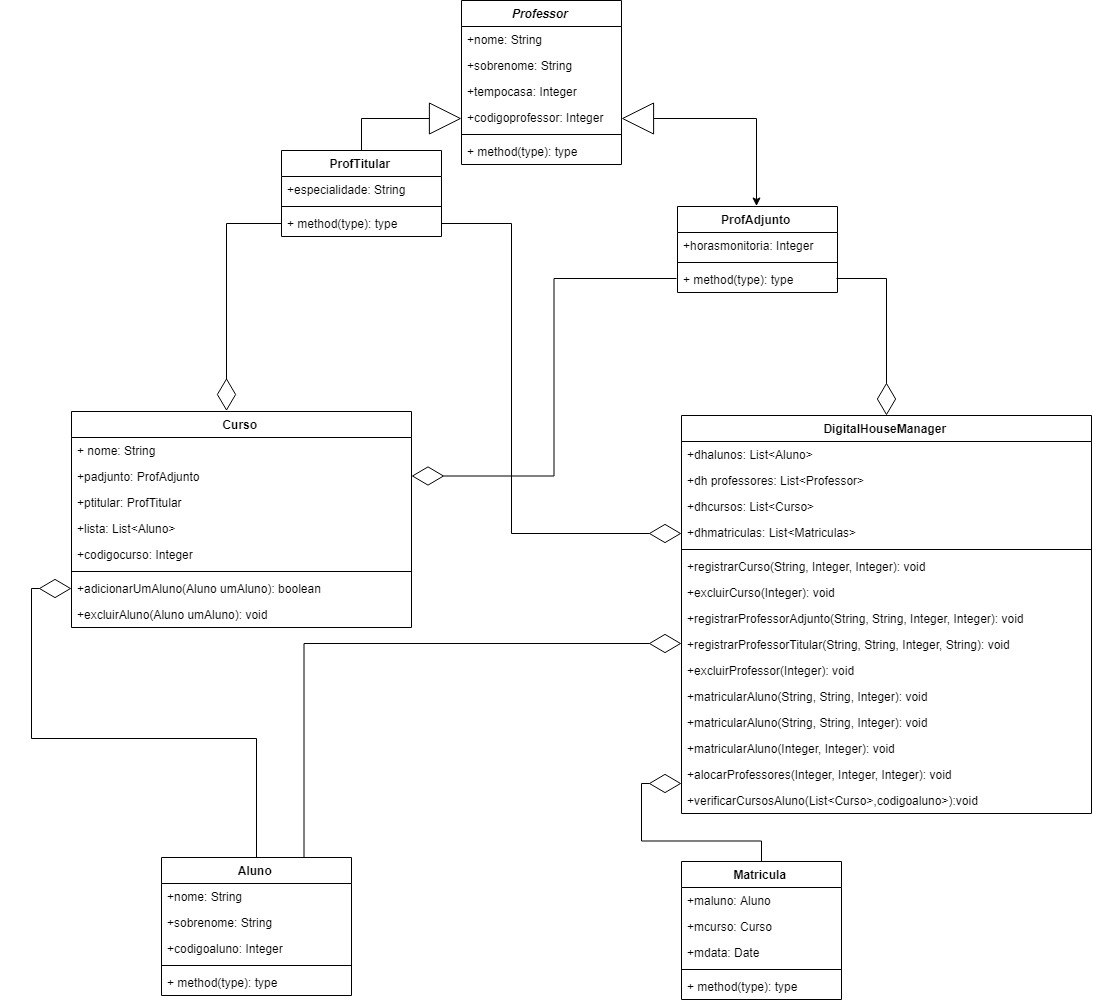 Professor
+nome: String
+sobrenome: String
+tempocasa: Integer
+codigoprofessor: Integer
+ method(type): type
ProfTitular
+especialidade: String
+ method(type): type
ProfAdjunto
+horasmonitoria: Integer
+ method(type): type
Curso
+ nome: String
+padjunto: ProfAdjunto
+ptitular: ProfTitular
+lista: List<Aluno>
+codigocurso: Integer
+adicionarUmAluno(Aluno umAluno): boolean
+excluirAluno(Aluno umAluno): void
DigitalHouseManager
+dhalunos: List<Aluno>
+dh professores: List<Professor>
+dhcursos: List<Curso>
+dhmatriculas: List<Matriculas>
+registrarCurso(String, Integer, Integer): void
+excluirCurso(Integer): void
+registrarProfessorAdjunto(String, String, Integer, Integer): void
+registrarProfessorTitular(String, String, Integer, String): void
+excluirProfessor(Integer): void
+matricularAluno(String, String, Integer): void
+matricularAluno(String, String, Integer): void
+matricularAluno(Integer, Integer): void
+alocarProfessores(Integer, Integer, Integer): void
+verificarCursosAluno(List<Curso>,codigoaluno>):void
Aluno
+nome: String
+sobrenome: String
+codigoaluno: Integer
+ method(type): type
Matricula
+maluno: Aluno
+mcurso: Curso
+mdata: Date
+ method(type): type